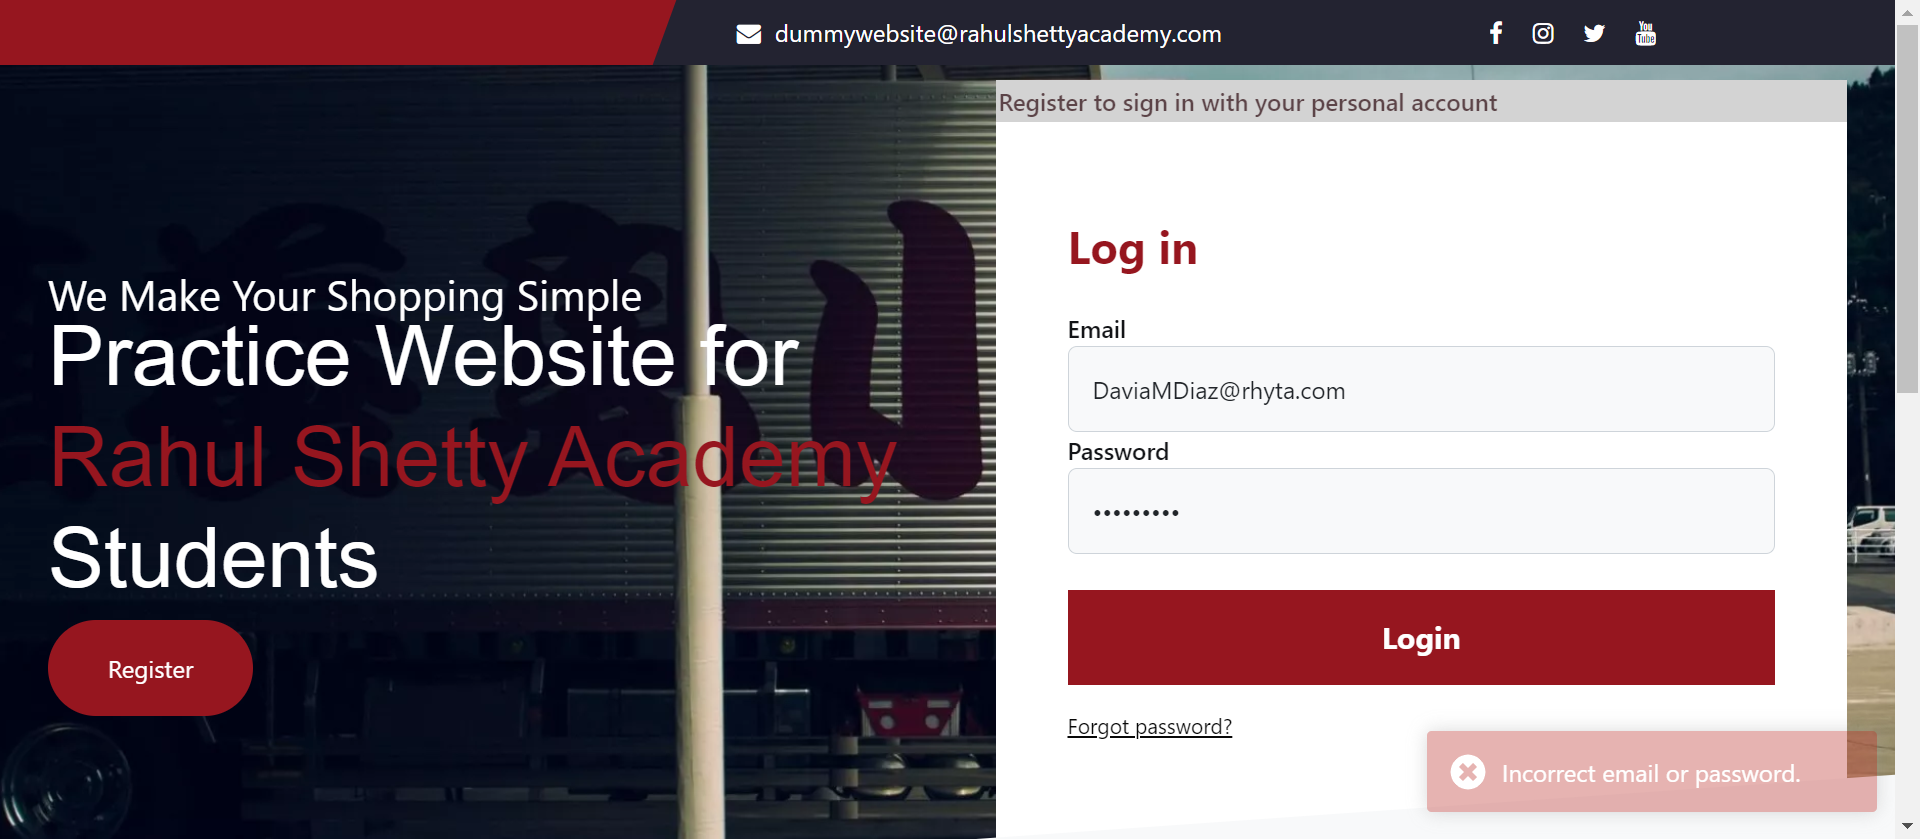 dummywebsite@rahulshettyacademy.com
You
Tube
Register to sign in with your personal account
We Make Your Shopping Simple
Practice Website for
Rahul Shetty Academy
Students
Register
Log in
Email
DaviaMDiaz@rhyta.com
Password
•••••••••
Login
Forgot password?
Incorrect email or password.